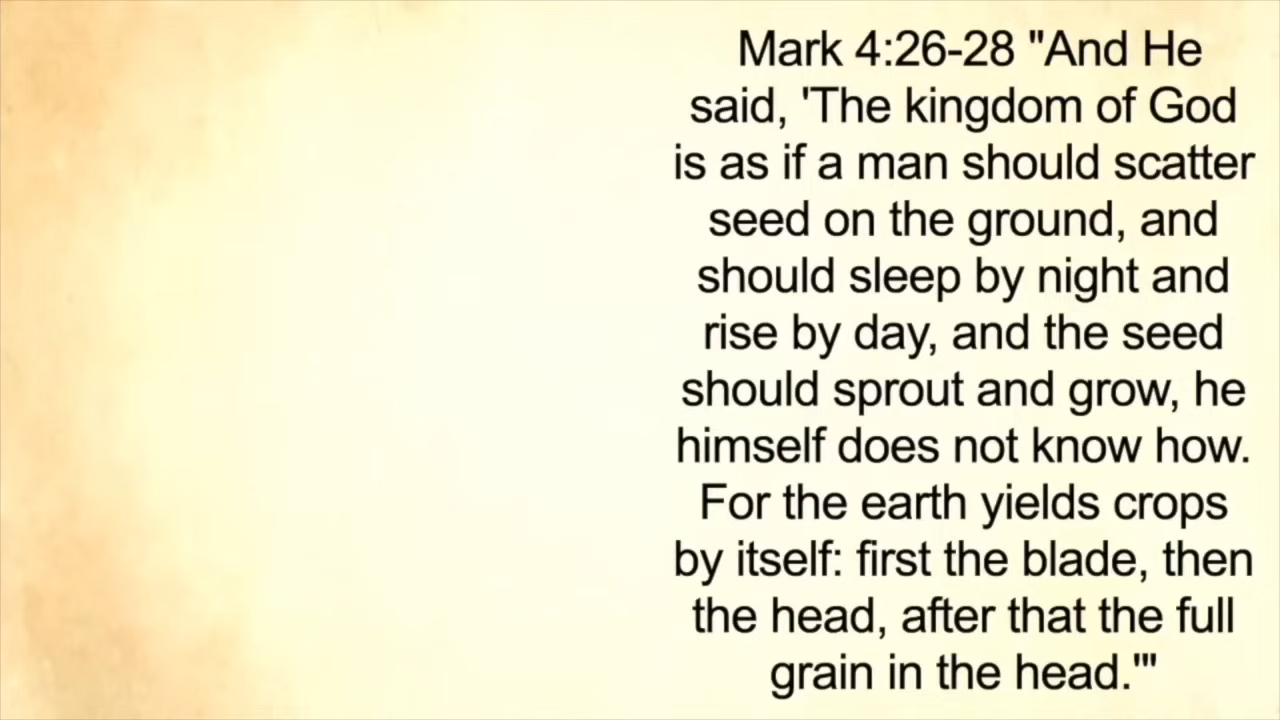 Mark 4:26-28 "And He
said, 'The kingdom of God
is as if a man should scatter
seed on the ground, and
should sleep by night and
rise by day, and the seed
should sprout and grow, he
himself does not know how.
For the earth yields crops
by itself: first the blade, then
the head, after that the full
grain in the head.'"